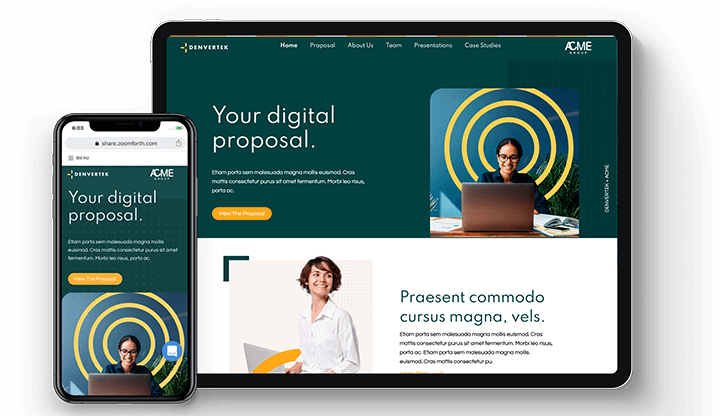 DENVERTEK
Home Proposal About Us Team Presentations Case Studies
ACME
GROUP
Your digital
proposal.
Etiam porta sem malesuada magna mollis euismod. Cras
mattis consectetur purus sit amet fermentum. Morbi leo risus,
porta ac.
View The Proposal
DENVERTEK + ACME
Praesent commodo
cursus magna, vels.
Etiam porta sem malesuada magna mollis euismod. Cras
mattis consectetur purus sit amet fermentum. Morbi leo risus,
porta ac. Etiam porta sem malesuada magna mollis euismod.
Cras mattis consectetur pu.
6:03
share.zoomforth.com
MENU
DENVERTEK
ACME
GROUP
Your digital
proposal.
Etiam porta sem malesuada magna mollis
euismod. Cras mattis consectetur purus sit amet
fermentum. Morbi leo risus, porta ac.
View The Proposal